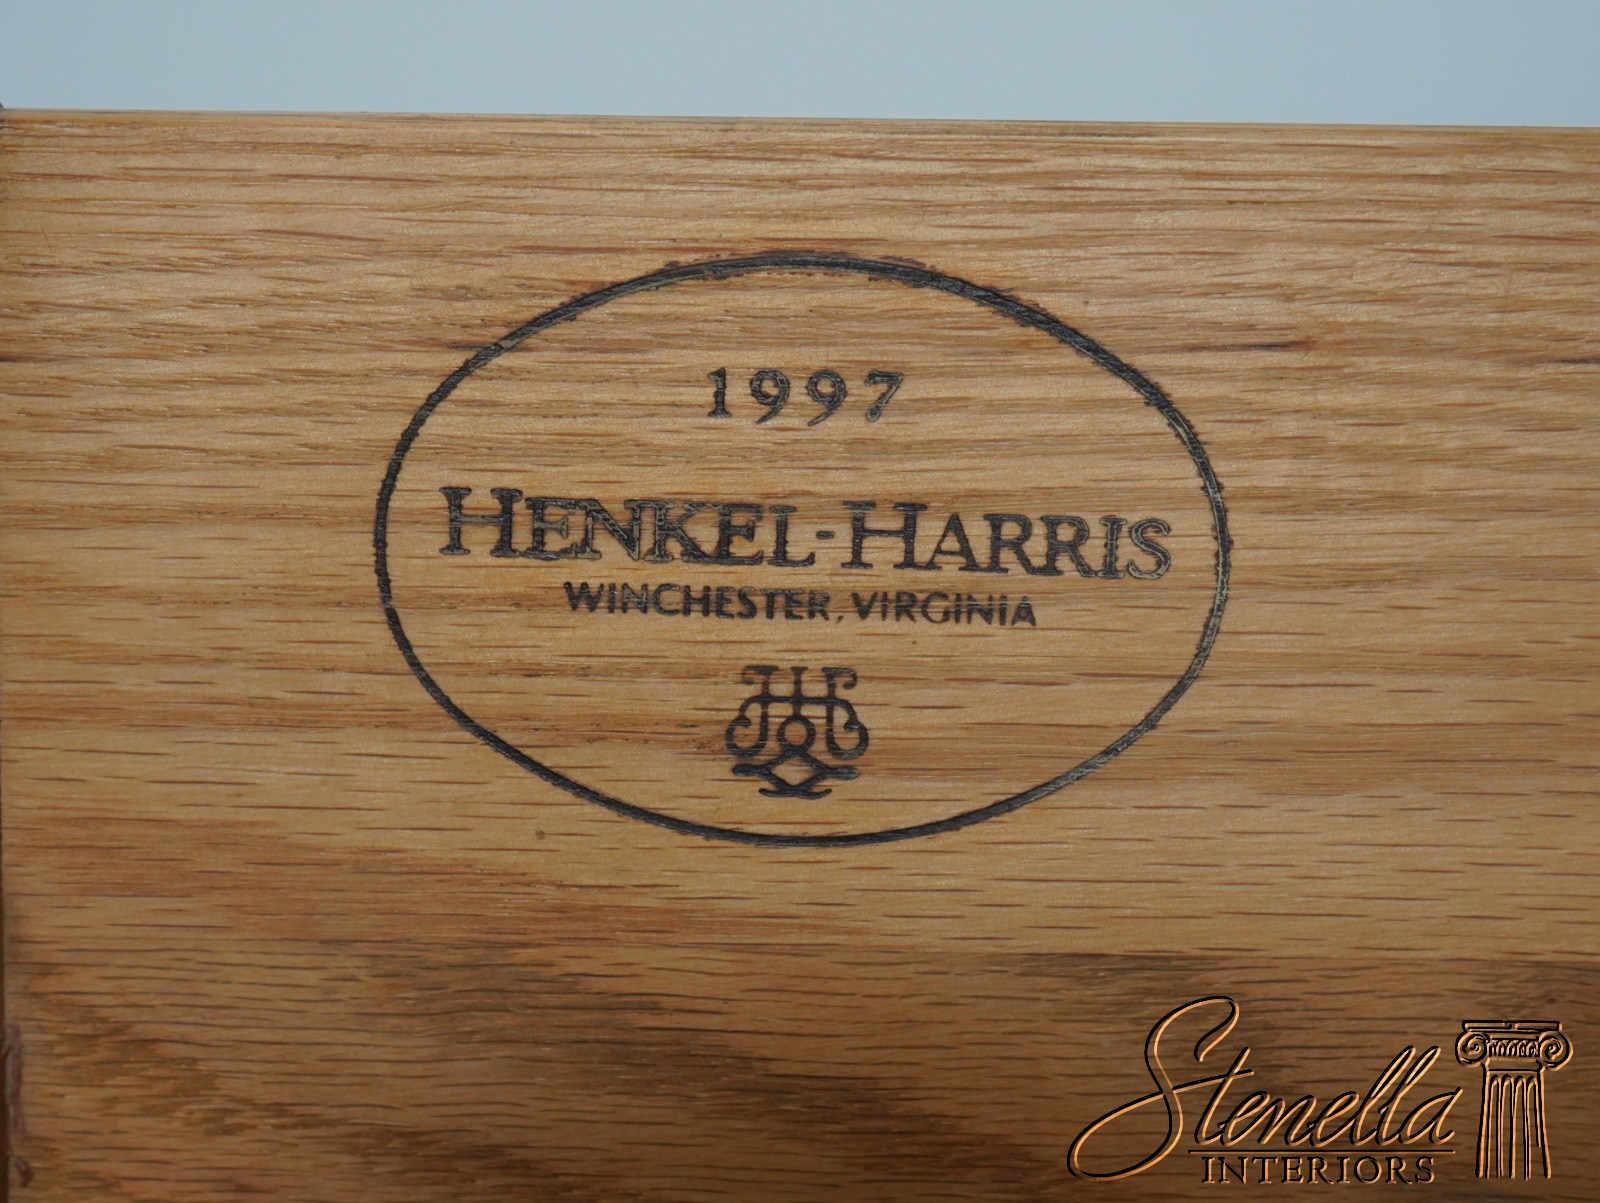 1997
HENKEL-HARRIS
WINCHESTER, VIRGINIA
Stenella
INTERIORS